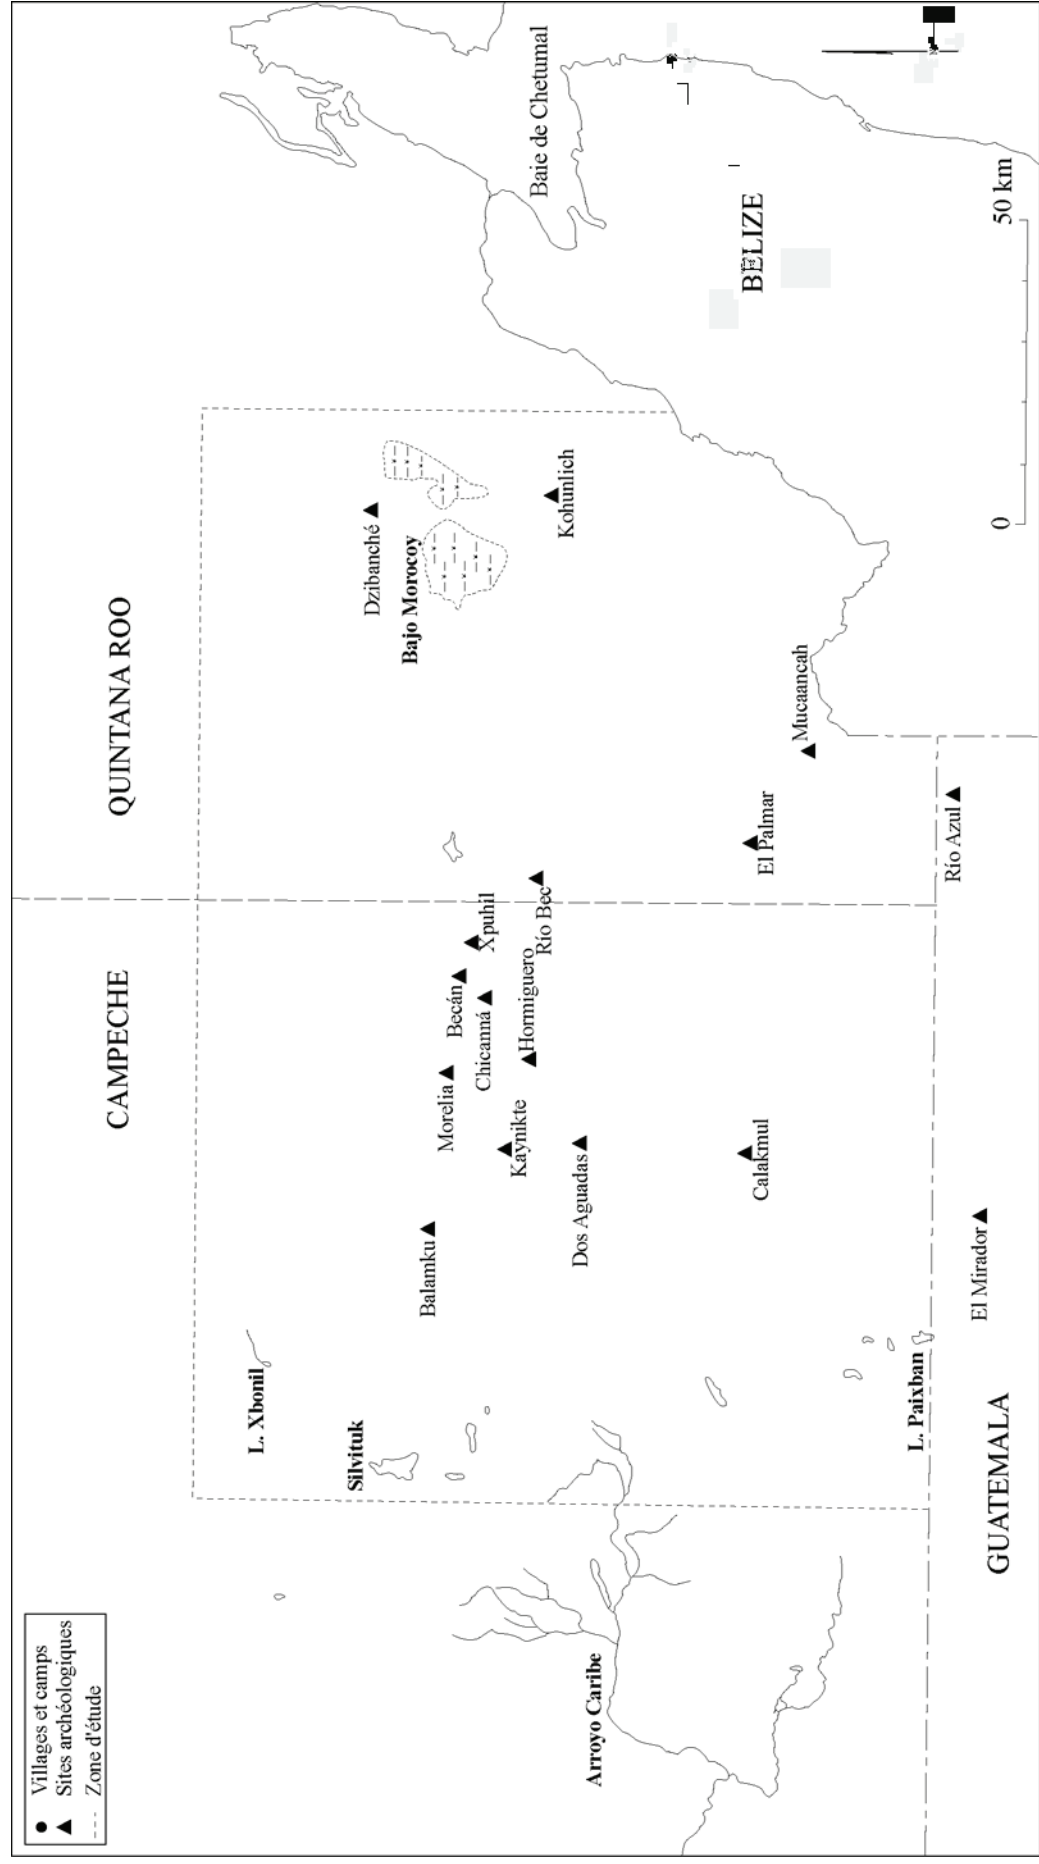 Villages et camps
Sites archéologiques
Zone d'étude
CAMPECHE
QUINTANA ROO
L. Xbonil
Silvituk
Dzibanché
Bajo Morocoy
Balamku
Morelia
Becán
Xpuhil
Chicanná
Kaynikte
Hormiguero
Río Bec
Kohunlich
Baie de Chetumal
Dos Aguadas
Arroyo Caribe
Calakmul
El Palmar
Mucaancah
BELIZE
L. Paixban
Río Azul
El Mirador
GUATEMALA
0
50 km